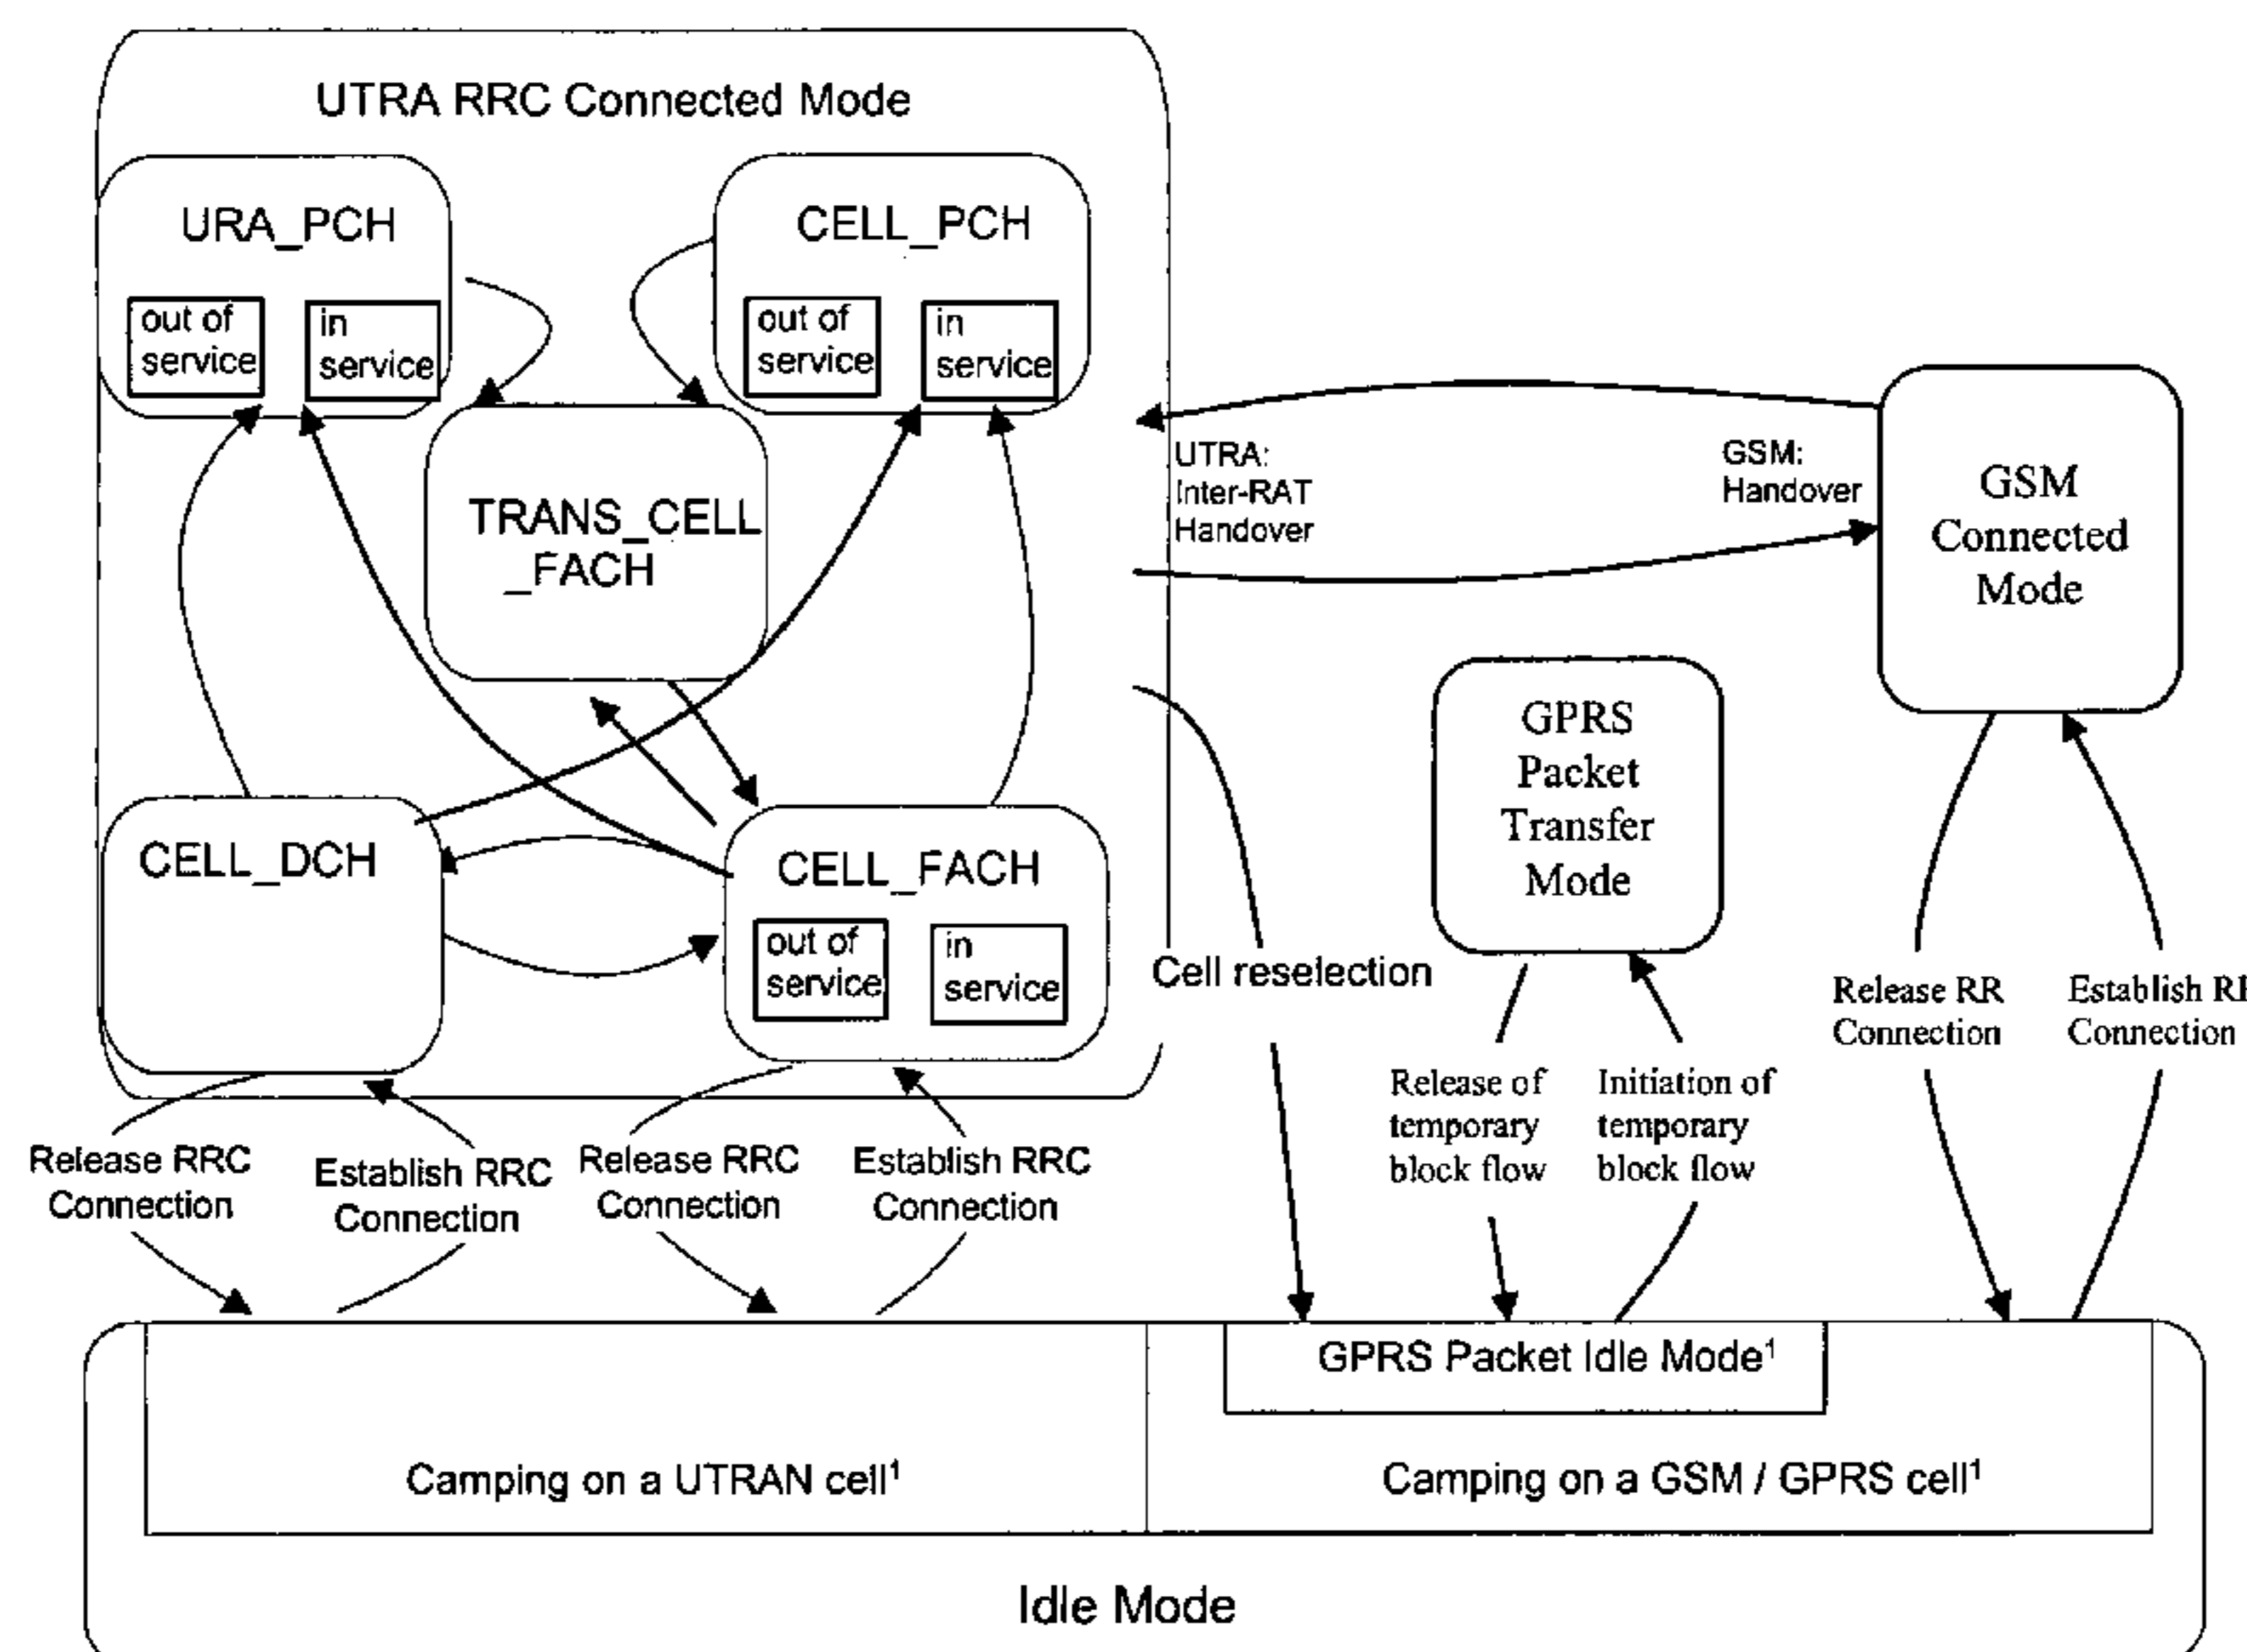 UTRA RRC Connected Mode
URA_PCH
out of
service
in
service
CELL_PCH
out of
service
in
service
TRANS_CELL
_FACH
UTRA:
Inter-RAT
Handover
GSM:
Handover
GSM
Connected
Mode
GPRS
Packet
Transfer
Mode
CELL_DCH
CELL_FACH
out of
service
in
service
Cell reselection
Release RR
Connection
Establish
Connection
Release of
temporary
block flow
Initiation of
temporary
block flow
Release RRC
Connection
Establish RRC
Connection
Release RRC
Connection
Establish RRC
Connection
GPRS Packet Idle Mode¹
Camping on a UTRAN cell¹
Camping on a GSM / GPRS cell¹
Idle Mode